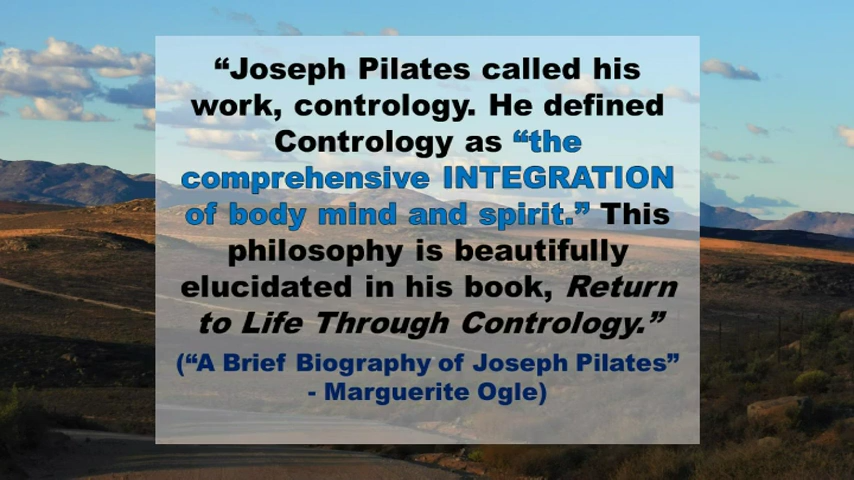 “Joseph Pilates called his
work, contrology. He defined
Contrology as “the
comprehensive INTEGRATION
of body mind and spirit.” This
philosophy is beautifully
elucidated in his book, Return
to Life Through Contrology.”
(“A Brief Biography of Joseph Pilates”
- Marguerite Ogle)